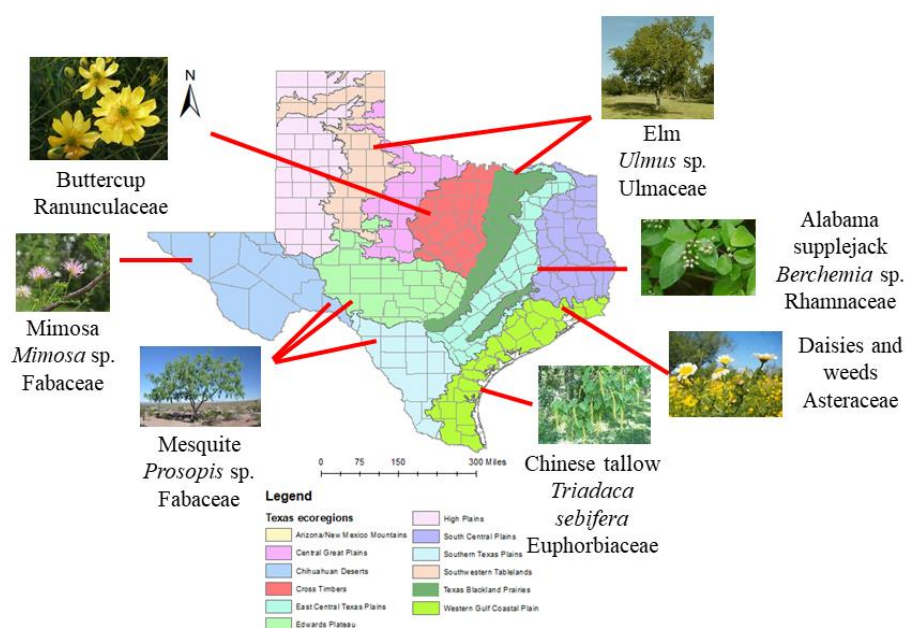 N
Buttercup
Ranunculaceae
Elm
Ulmus sp.
Ulmaceae
Mimosa
Mimosa sp.
Fabaceae
Alabama
supplejack
Berchemia sp.
Rhamnaceae
Mesquite
Prosopis sp.
Fabaceae
Daisies and
weeds
Asteraceae
Chinese tallow
Triadaca
sebifera
Euphorbiaceae
0 75 150 300 Miles
Legend
Texas ecoregions
Arizona/New Mexico Mountains
Central Great Plains
Chihuahuan Deserts
Cross Timbers
East Central Texas Plains
Edwards Plateau
High Plains
South Central Plains
Southern Texas Plains
Southwestern Tablelands
Texas Blackland Prairies
Western Gulf Coastal Plain